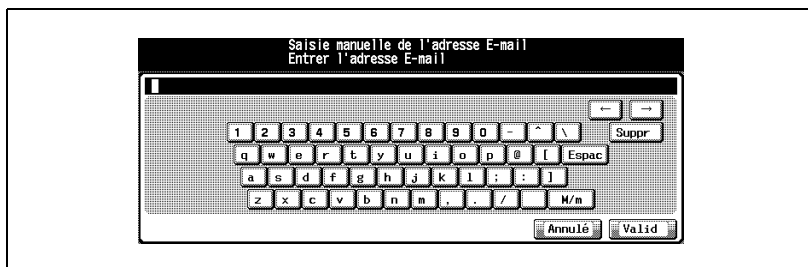 Saisie manuelle de l'adresse E-mail
Entrer l'adresse E-mail
← →
1 2 3 4 5 6 7 8 9 0 - ^ \ Suppr
q w e r t y u i o p @ [ Espac
a s d f g h j k l ; : ]
z x c v b n m , . / M/m
Annulé Valid